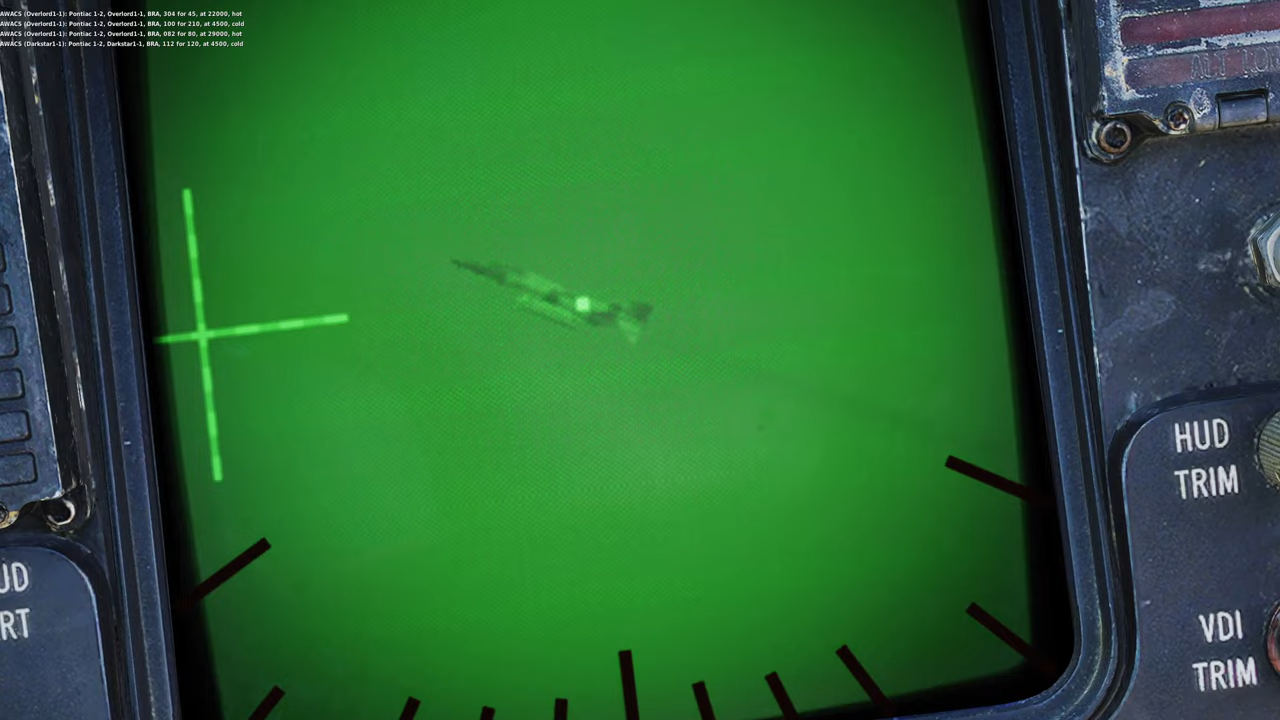 AWACS (Overlord1-1): Pontiac 1-2, Overlord1-1, BRA, 304 for 45, at 22000, hot
AWACS (Overlord1-1): Pontiac 1-2, Overlord1-1, BRA, 100 for 210, at 4500, cold
AWACS (Overlord1-1): Pontiac 1-2, Overlord1-1, BRA, 082 for 80, at 29000, hot
AWACS (Darkstar1-1): Pontiac 1-2, Darkstar1-1, BRA, 112 for 120, at 4500, cold
HUD
TRIM
UD
RT
VDI
TRIM